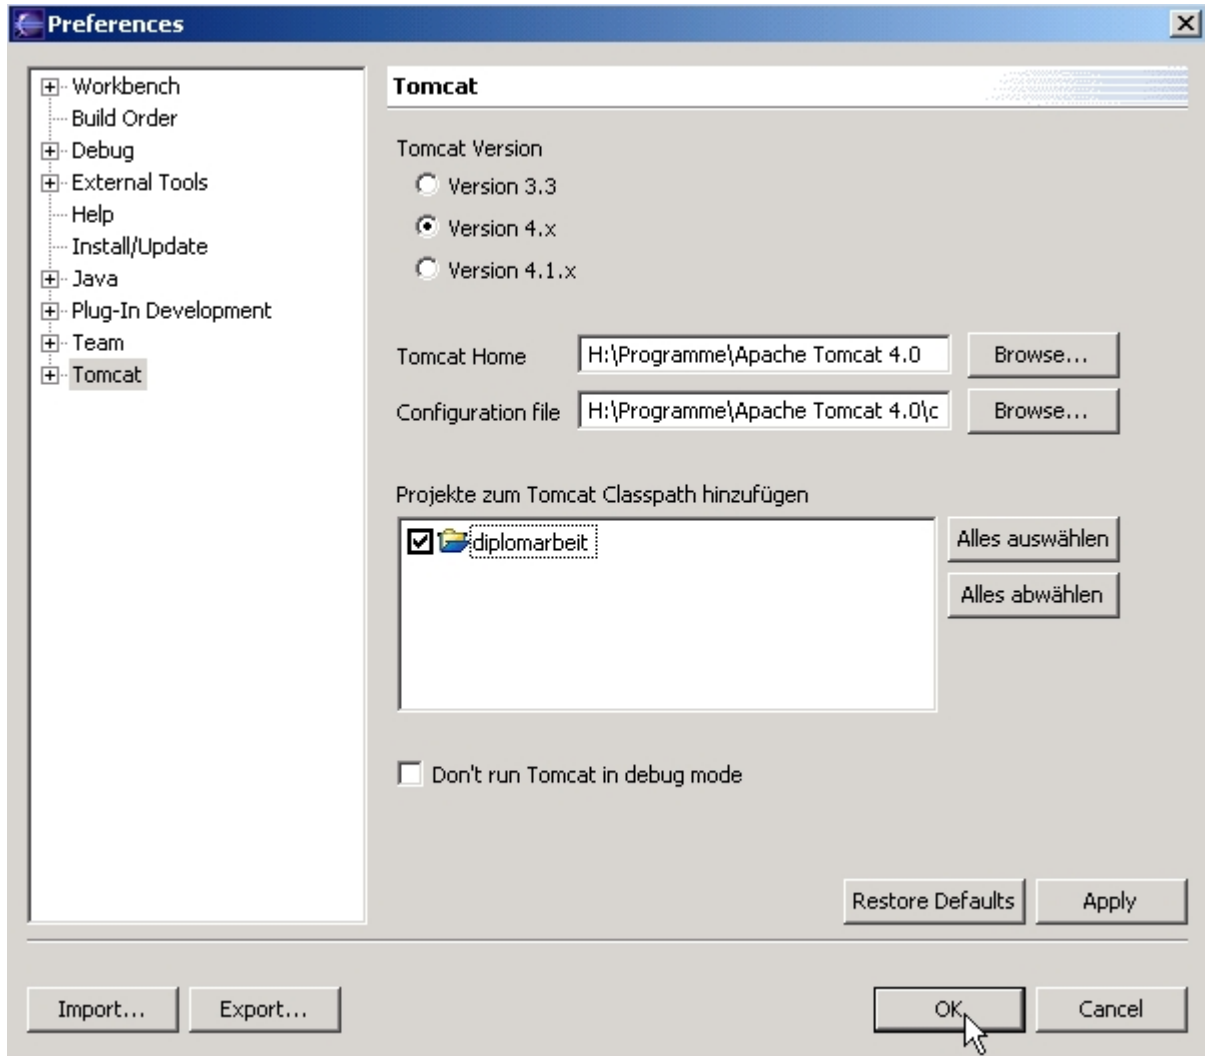 Preferences
Workbench
Build Order
Debug
External Tools
Help
Install/Update
Java
Plug-In Development
Team
Tomcat
Tomcat
Tomcat Version
Version 3.3
Version 4.x
Version 4.1.x
Tomcat Home H:\Programme\Apache Tomcat 4.0 Browse...
Configuration file H:\Programme\Apache Tomcat 4.0\c Browse...
Projekte zum Tomcat Classpath hinzufügen
diplomarbeit
Alles auswählen
Alles abwählen
Don't run Tomcat in debug mode
Restore Defaults Apply
Import... Export... OK Cancel